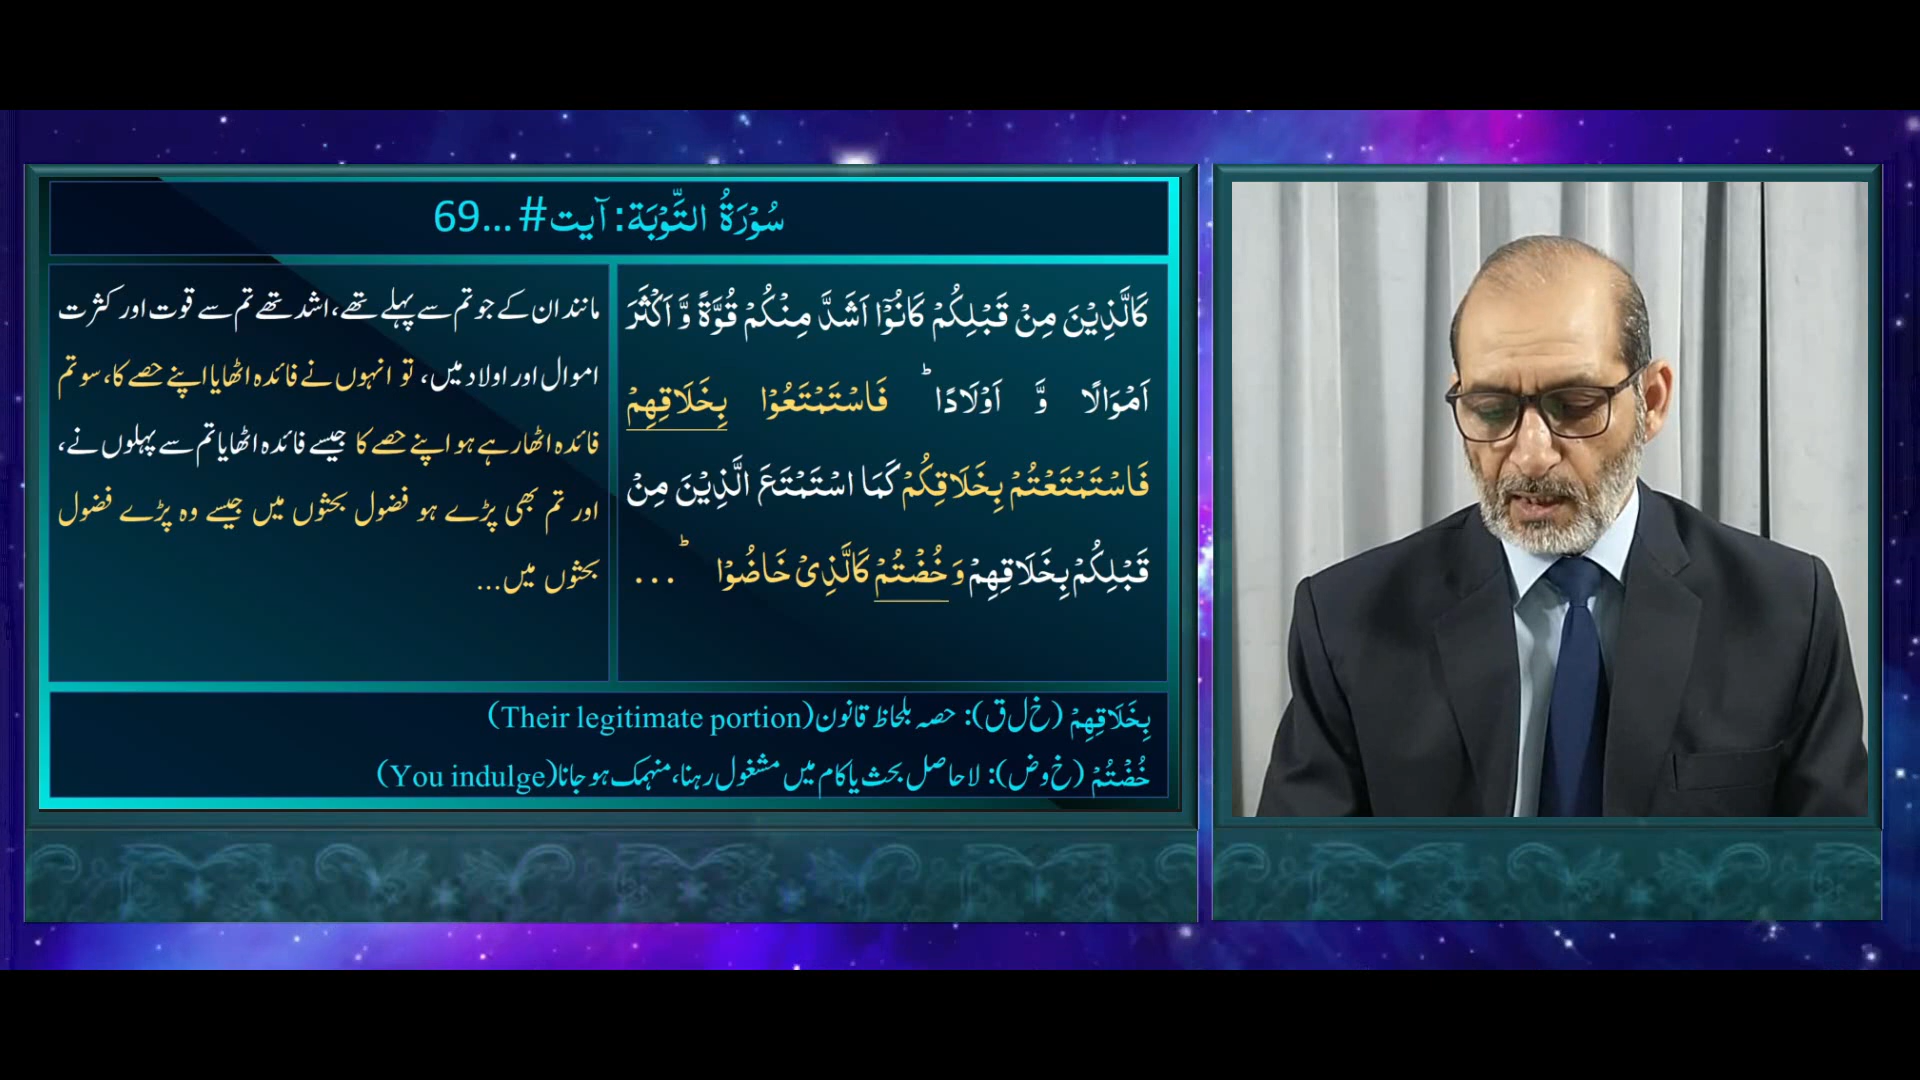 سُوۡرَةُ التَّوۡبَة: آیت# ...69
كَالَّذِيۡنَ مِنۡ قَبۡلِكُمۡ كَانُوۡۤا اَشَدَّ مِنۡكُمۡ قُوَّةً وَّ اَكۡثَرَ
اَمۡوَالًا وَّ اَوۡلَادًا ؕ فَاسۡتَمۡتَعُوۡا بِخَلَاقِهِمۡ
فَاسۡتَمۡتَعۡتُمۡ بِخَلَاقِكُمۡ كَمَا اسۡتَمۡتَعَ الَّذِيۡنَ مِنۡ
قَبۡلِكُمۡ بِخَلَاقِهِمۡ وَخُضۡتُمۡ كَالَّذِىۡ خَاضُوۡا ؕ ...
مانند ان کے جو تم سے پہلے تھے، اشد تھے تم سے قوت اور کثرت
اموال اور اولاد میں، تو انہوں نے فائدہ اٹھایا اپنے حصے کا، سو تم
فائدہ اٹھا رہے ہو اپنے حصے کا جیسے فائدہ اٹھایا تم سے پہلوں نے،
اور تم بھی پڑے ہو فضول بحثوں میں جیسے وہ پڑے فضول
بحثوں میں...
بِخَلَاقِهِمۡ (خ ل ق): حصہ بلحاظ قانون (Their legitimate portion)
خُضۡتُمۡ (خ و ض): لاحاصل بحث یا کام میں مشغول رہنا، منہمک ہو جانا (You indulge)